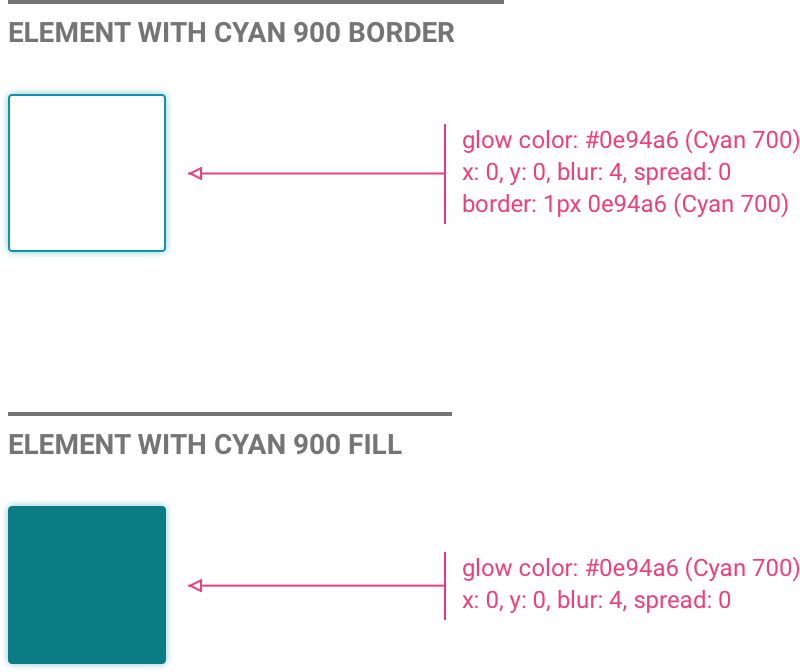 ELEMENT WITH CYAN 900 BORDER
glow color: #0e94a6 (Cyan 700)
x: 0, y: 0, blur: 4, spread: 0
border: 1px 0e94a6 (Cyan 700)
ELEMENT WITH CYAN 900 FILL
glow color: #0e94a6 (Cyan 700)
x: 0, y: 0, blur: 4, spread: 0